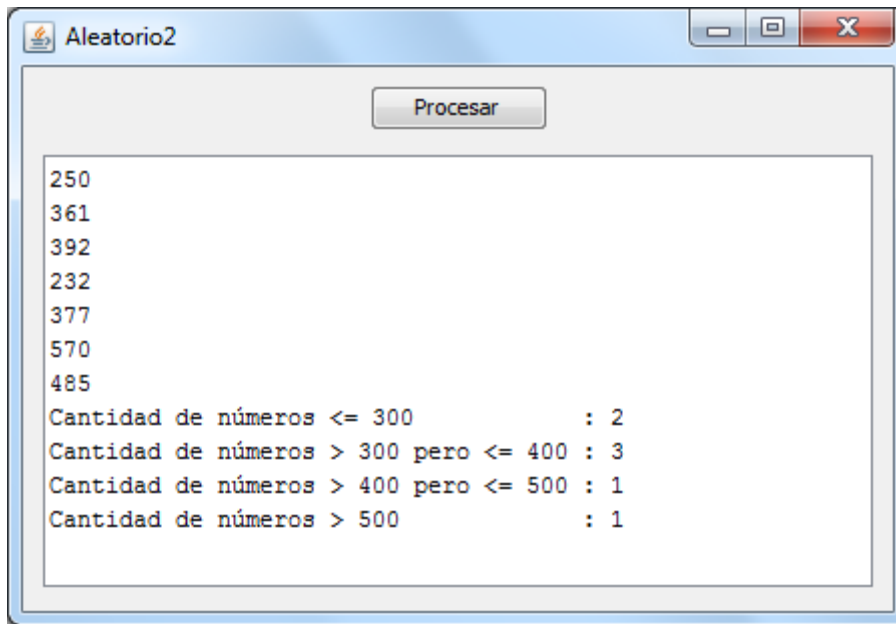 Aleatorio2
Procesar
250
361
392
232
377
570
485
Cantidad de números <= 300            : 2
Cantidad de números > 300 pero <= 400 : 3
Cantidad de números > 400 pero <= 500 : 1
Cantidad de números > 500             : 1